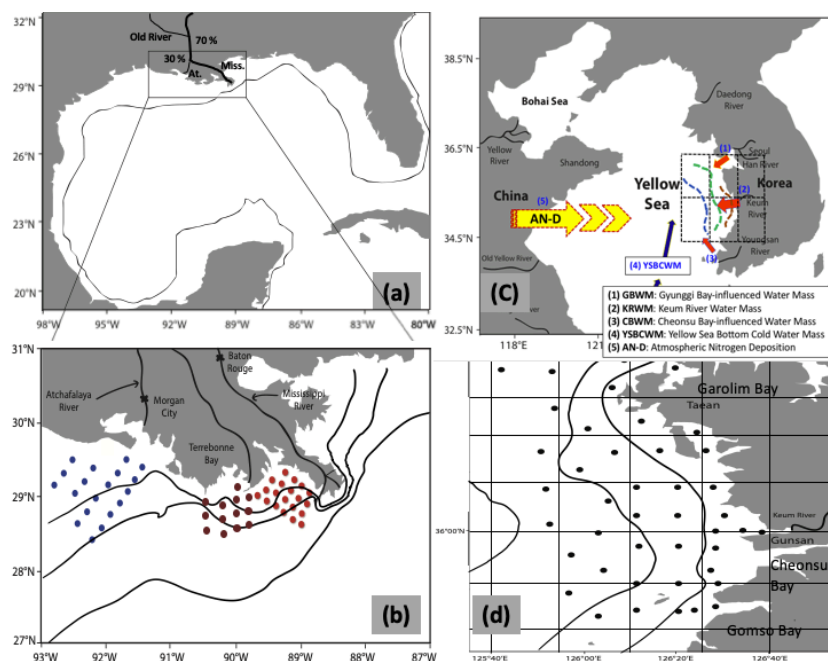 32°N
29°N
26°N
23°N
20°N
98°W
95°W
92°W
89°W
86°W
83°W
80°W
Old River
70 %
30 %
At.
Miss.
(a)
38.5°N
36.5°N
34.5°N
32.5°N
118°E
Bohai Sea
Daedong
River
Yellow
River
Shandong
(1)
Seoul
Han River
China
(5)
AN-D
Yellow
Sea
(2)
Korea
Keum
River
(3)
River
Old Yellow River
(4) YSBCWM
(C)
(1) GBWM: Gyunggi Bay-influenced Water Mass
(2) KRWM: Keum River Water Mass
(3) CBWM: Cheonsu Bay-influenced Water Mass
(4) YSBCWM: Yellow Sea Bottom Cold Water Mass
(5) AN-D: Atmospheric Nitrogen Deposition
31°N
30°N
29°N
28°N
27°N
93°W
92°W
91°W
90°W
89°W
88°W
87°W
Atchafalaya
River
Morgan
City
Baton
Rouge
Mississippi
River
Terrebonne
Bay
(b)
Garolim Bay
Taean
Keum River
36°00'N
Gunsan
Cheonsu
Bay
Gomso Bay
(d)
125°40'E
126°00'E
126°20'E
126°40'E